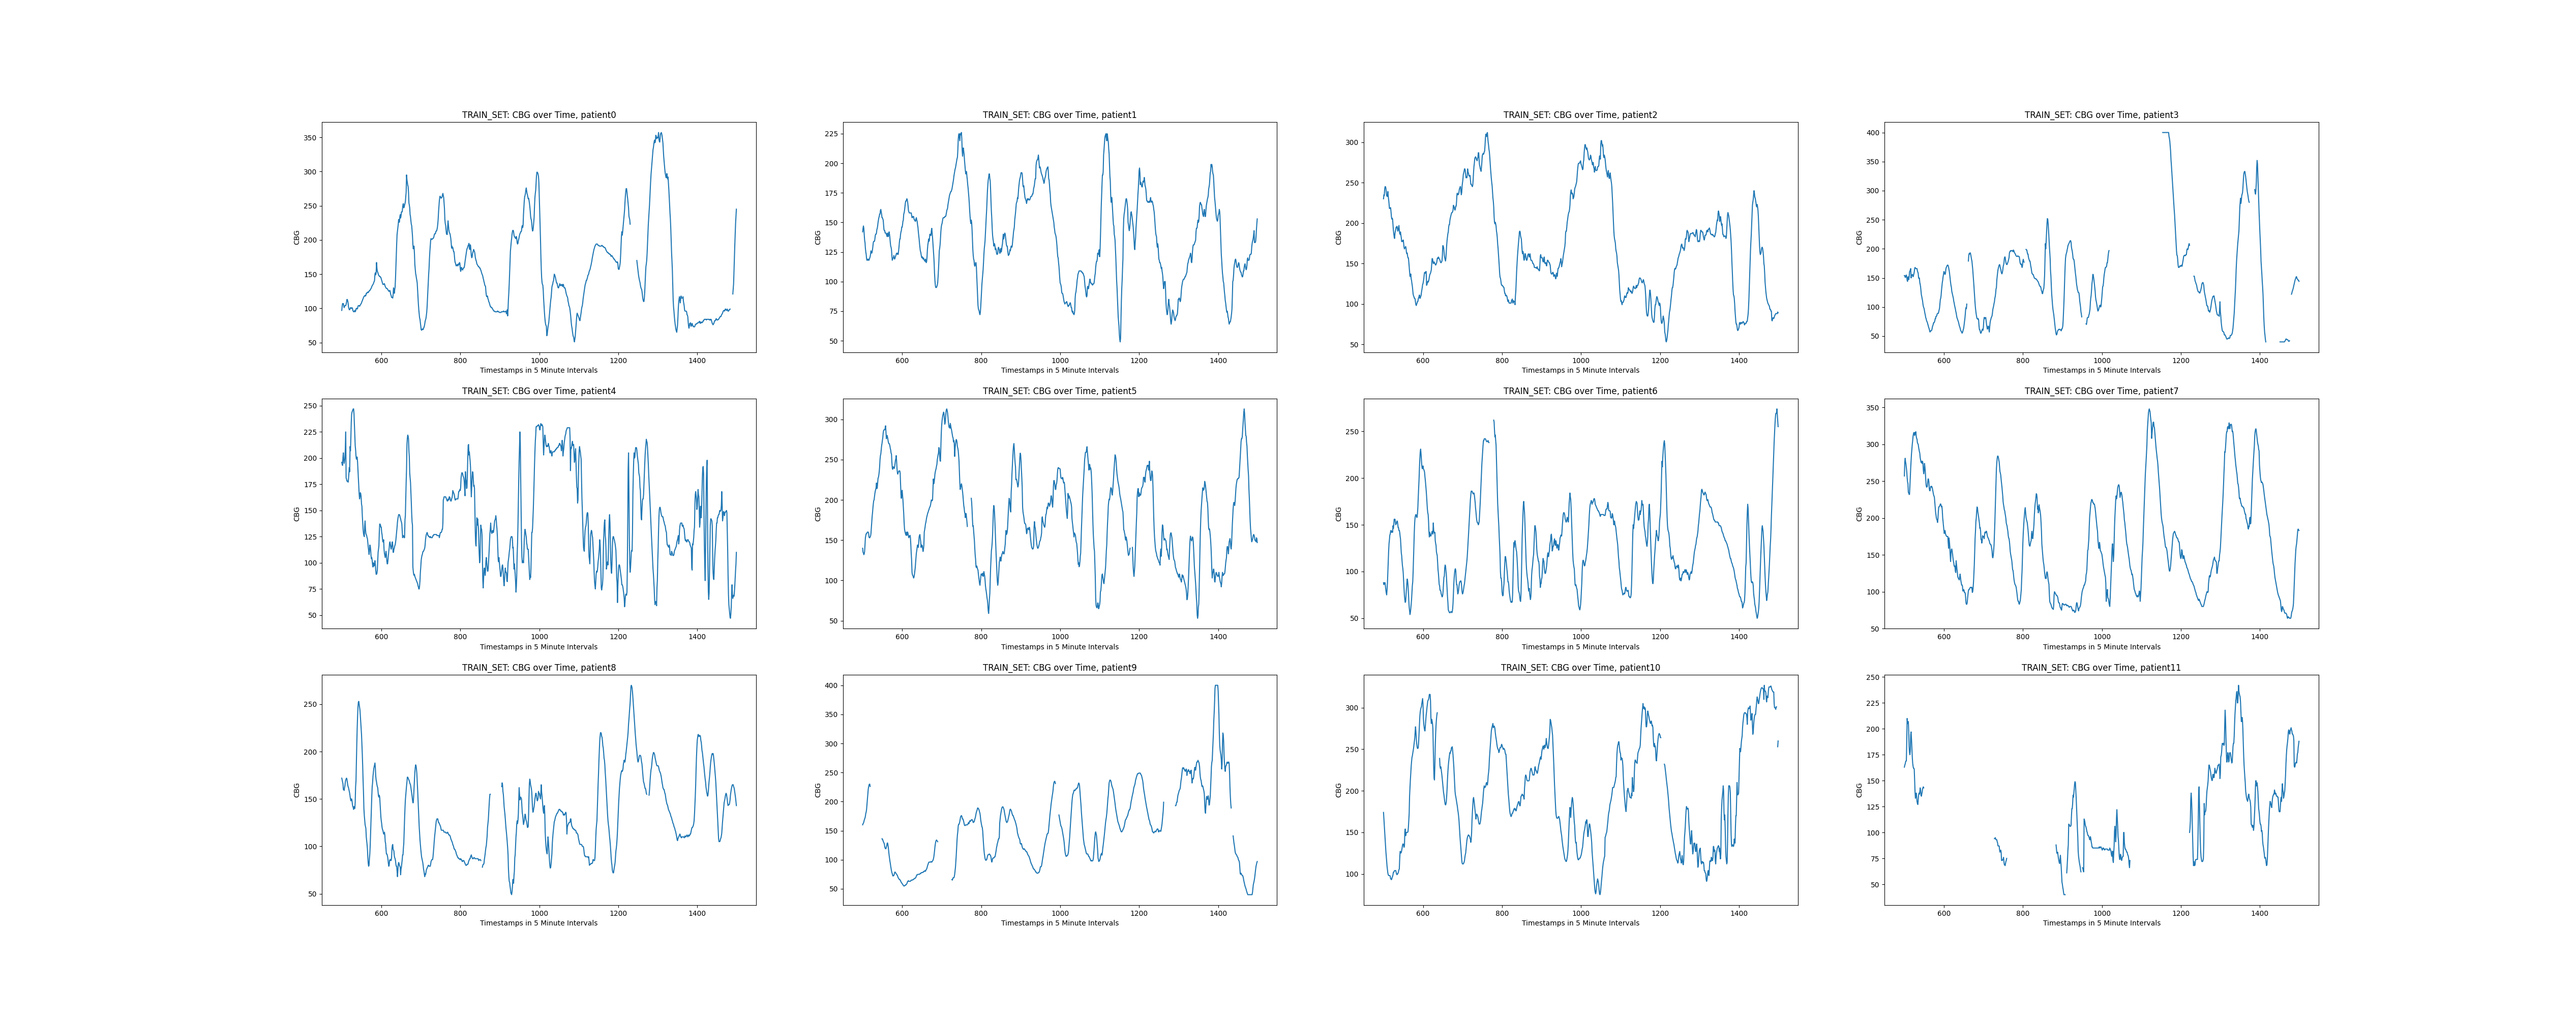 TRAIN_SET: CBG over Time, patient0
CBG
350
300
250
200
150
100
50
600 800 1000 1200 1400
Timestamps in 5 Minute Intervals
TRAIN_SET: CBG over Time, patient1
CBG
225
200
175
150
125
100
75
50
600 800 1000 1200 1400
Timestamps in 5 Minute Intervals
TRAIN_SET: CBG over Time, patient2
CBG
300
250
200
150
100
50
600 800 1000 1200 1400
Timestamps in 5 Minute Intervals
TRAIN_SET: CBG over Time, patient3
CBG
400
350
300
250
200
150
100
50
600 800 1000 1200 1400
Timestamps in 5 Minute Intervals
TRAIN_SET: CBG over Time, patient4
CBG
250
225
200
175
150
125
100
75
50
600 800 1000 1200 1400
Timestamps in 5 Minute Intervals
TRAIN_SET: CBG over Time, patient5
CBG
300
250
200
150
100
50
600 800 1000 1200 1400
Timestamps in 5 Minute Intervals
TRAIN_SET: CBG over Time, patient6
CBG
250
200
150
100
50
600 800 1000 1200 1400
Timestamps in 5 Minute Intervals
TRAIN_SET: CBG over Time, patient7
CBG
350
300
250
200
150
100
50
600 800 1000 1200 1400
Timestamps in 5 Minute Intervals
TRAIN_SET: CBG over Time, patient8
CBG
250
200
150
100
50
600 800 1000 1200 1400
Timestamps in 5 Minute Intervals
TRAIN_SET: CBG over Time, patient9
CBG
400
350
300
250
200
150
100
50
600 800 1000 1200 1400
Timestamps in 5 Minute Intervals
TRAIN_SET: CBG over Time, patient10
CBG
300
250
200
150
100
600 800 1000 1200 1400
Timestamps in 5 Minute Intervals
TRAIN_SET: CBG over Time, patient11
CBG
250
225
200
175
150
125
100
75
50
600 800 1000 1200 1400
Timestamps in 5 Minute Intervals